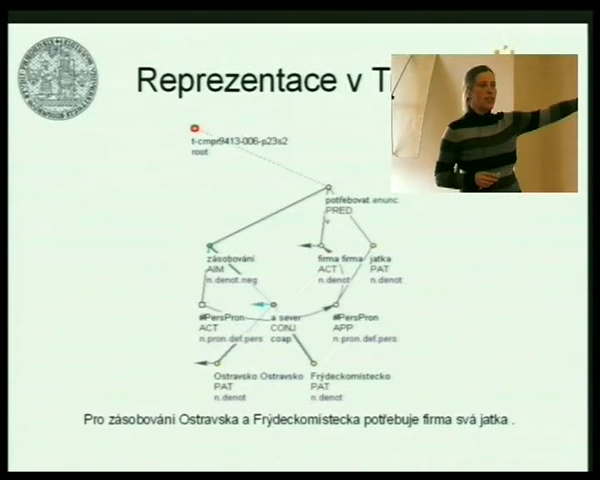 Reprezentace v T
t-cmpr9413-006-p23s2
root
potřebovat.enunc
PRED
v
zásobování
AIM
n.denot.neg
firma firma
ACT
n.denot
jatka
PAT
n.denot
#PersPron
ACT
n.pron.def.pers
a sever
CONJ
coap
#PersPron
APP
n.pron.def.pers
Ostravsko Ostravsko
PAT
n.denot
Frýdeckomístecko
PAT
n.denot
Pro zásobování Ostravska a Frýdeckomístecka potřebuje firma svá jatka .